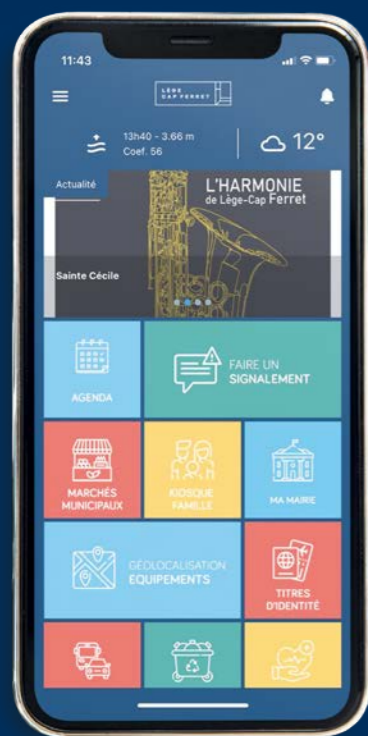 11:43
LÈGE
CAP FERRET
13h40 - 3.66 m
Coef. 56
12°
Actualité
L'HARMONIE
de Lège-Cap Ferret
Sainte Cécile
AGENDA
FAIRE UN
SIGNALEMENT
MARCHÉS
MUNICIPAUX
KIOSQUE
FAMILLE
MA MAIRIE
GÉOLOCALISATION
EQUIPEMENTS
TITRES
D'IDENTITÉ